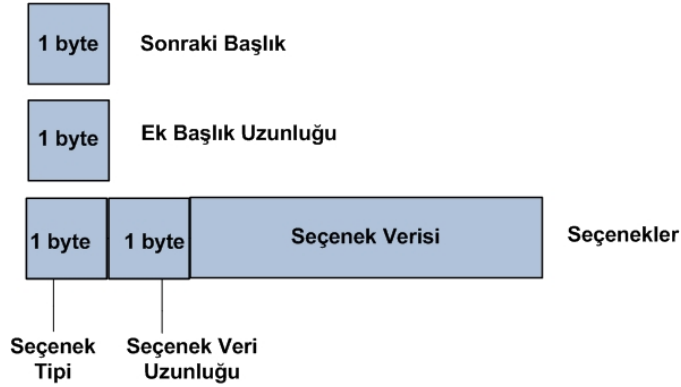 1 byte Sonraki Başlık
1 byte Ek Başlık Uzunluğu
1 byte 1 byte Seçenek Verisi Seçenekler
Seçenek Tipi
Seçenek Veri Uzunluğu